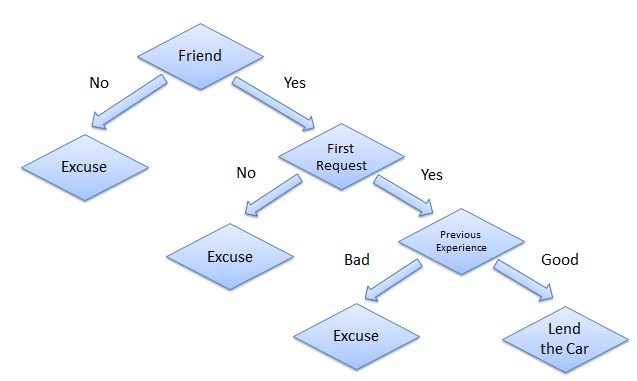 Friend
No
Yes
Excuse
First
Request
No
Yes
Excuse
Previous
Experience
Bad
Good
Excuse
Lend
the Car